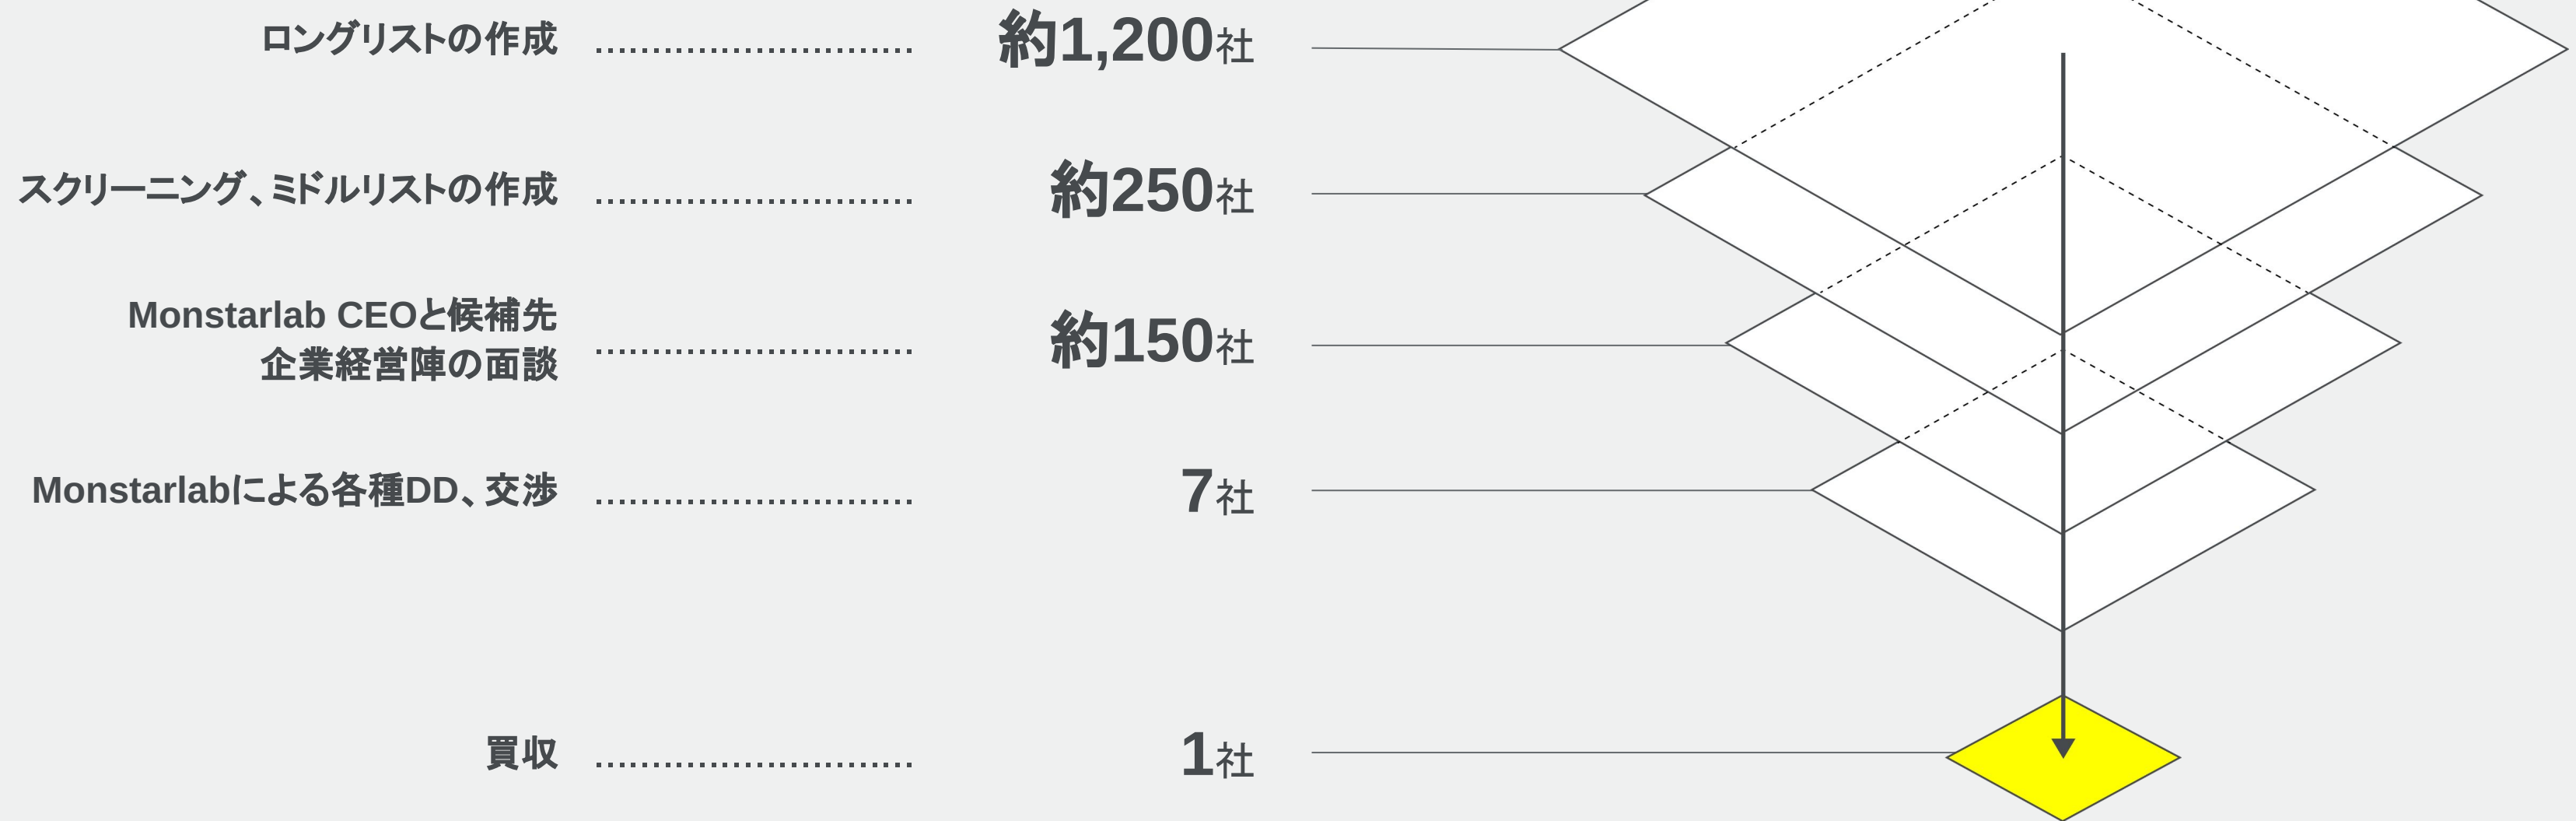 ロングリストの作成 約1,200社
スクリーニング、ミドルリストの作成 約250社
Monstarlab CEOと候補先
企業経営陣の面談 約150社
Monstarlabによる各種DD、交渉 7社
買収 1社